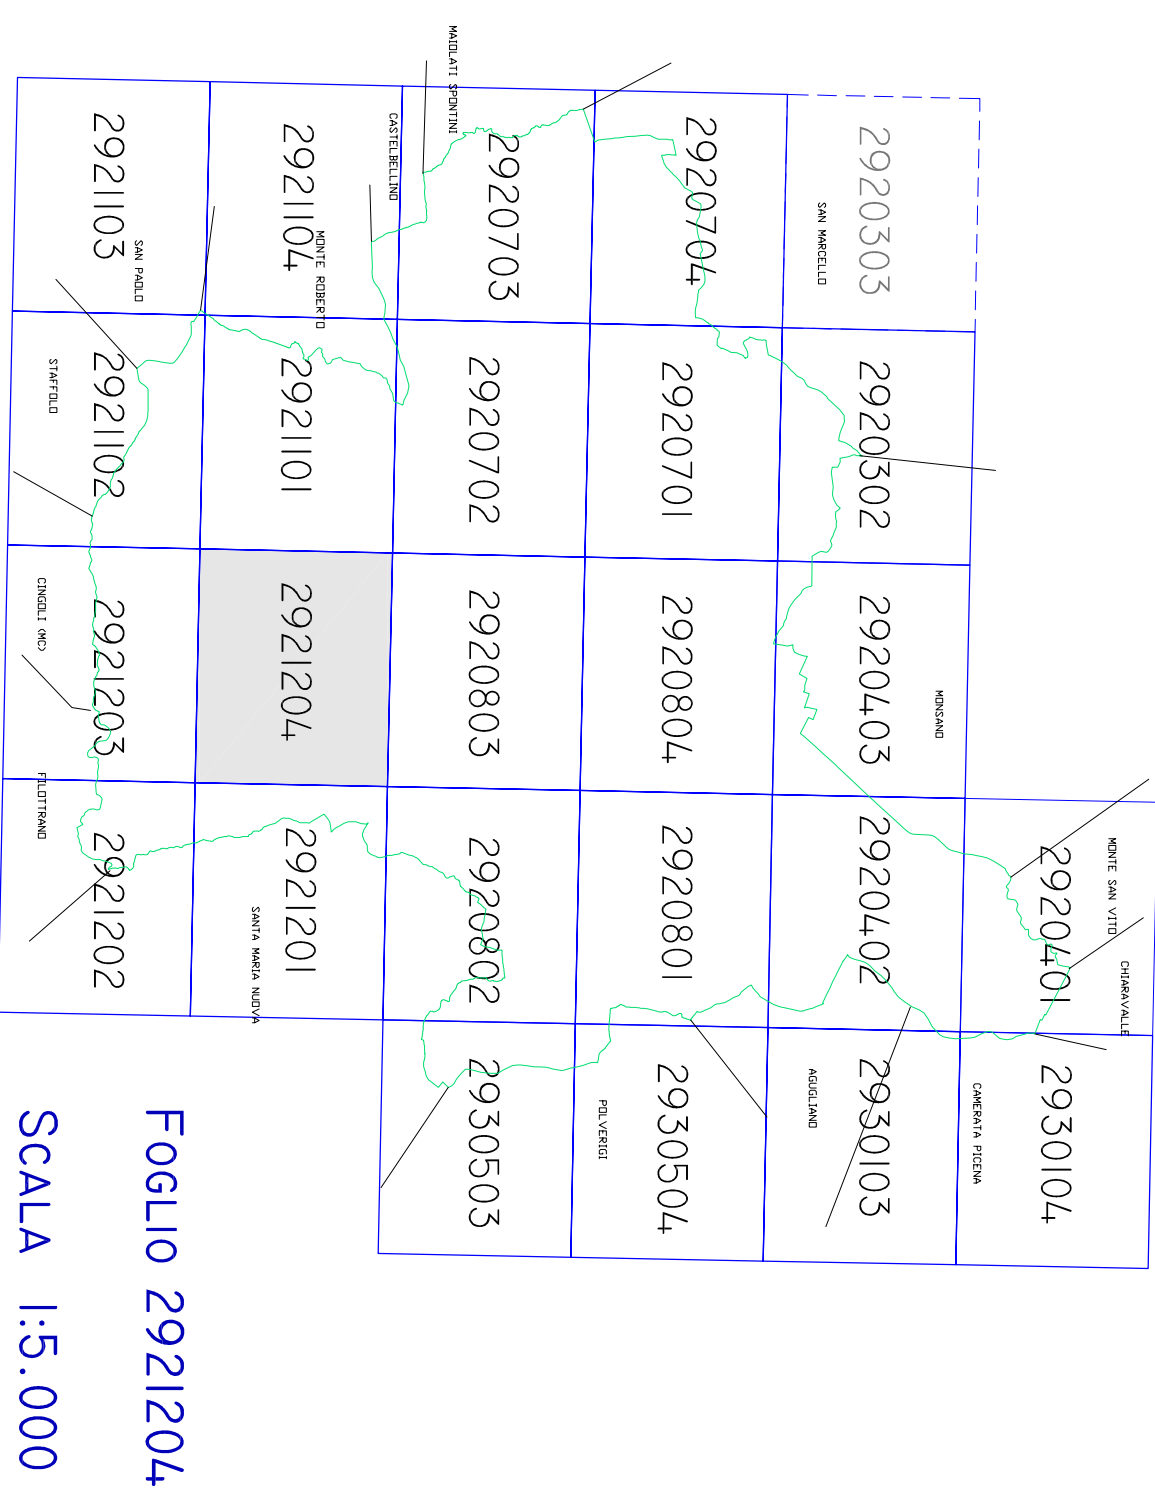 CHIARAVALLE
MONTE SAN VITO
2920401
2930104
CAMERATA PICENA
MONSANO
2920303
2920302
2920403
2920402
2930103
SAN MARCELLO
AGUGLIANO
2920704
2920701
2920804
2920801
2930504
POLVERIGI
2920703
2920702
2920803
2920802
2930503
MAIOLATI SPONTINI
CASTELBELLINO
MONTE ROBERTO
2921104
2921101
2921204
2921201
SANTA MARIA NUOVA
SAN PAOLO
2921103
2921102
2921203
2921202
STAFFOLO
CINGOLI (MC)
FILOTTRANO
FOGLIO 2921204
SCALA 1:5.000